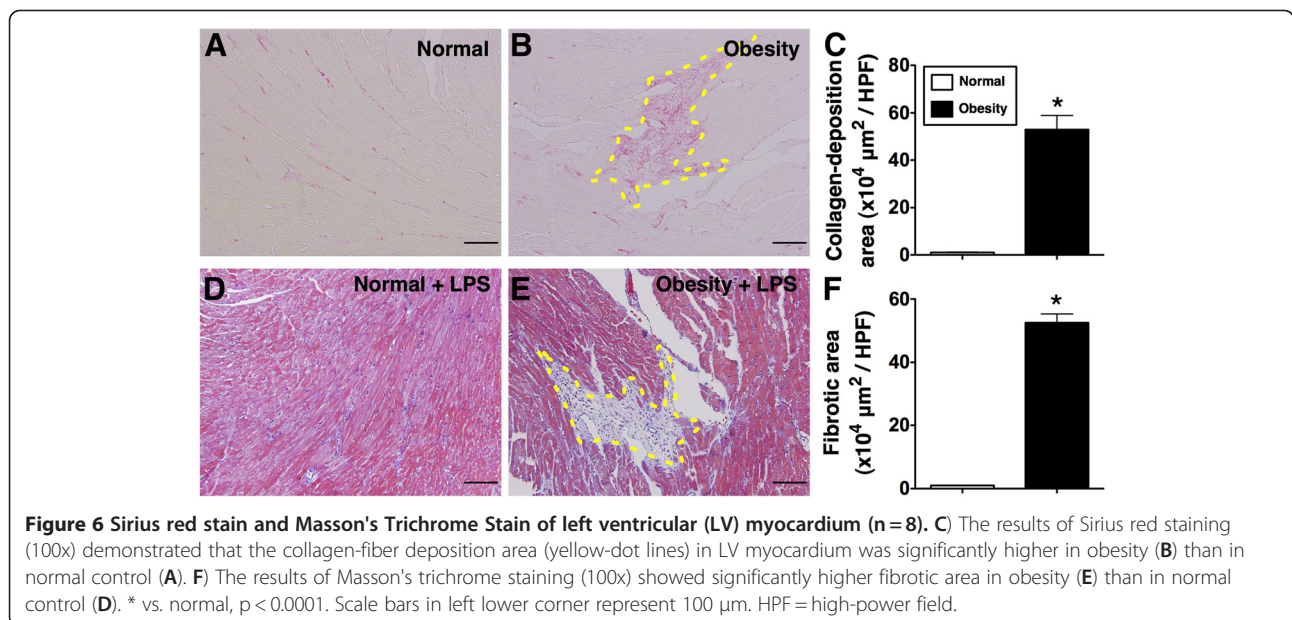 A Normal
B Obesity
C
Collagen-deposition
area (x10⁴ µm² / HPF)
80
60
40
20
0
Normal
Obesity
*
D Normal + LPS
E Obesity + LPS
F
Fibrotic area
(x10⁴ µm² / HPF)
60
40
20
0
*
Figure 6 Sirius red stain and Masson's Trichrome Stain of left ventricular (LV) myocardium (n = 8). C) The results of Sirius red staining
(100x) demonstrated that the collagen-fiber deposition area (yellow-dot lines) in LV myocardium was significantly higher in obesity (B) than in
normal control (A). F) The results of Masson's trichrome staining (100x) showed significantly higher fibrotic area in obesity (E) than in normal
control (D). * vs. normal, p < 0.0001. Scale bars in left lower corner represent 100 µm. HPF = high-power field.